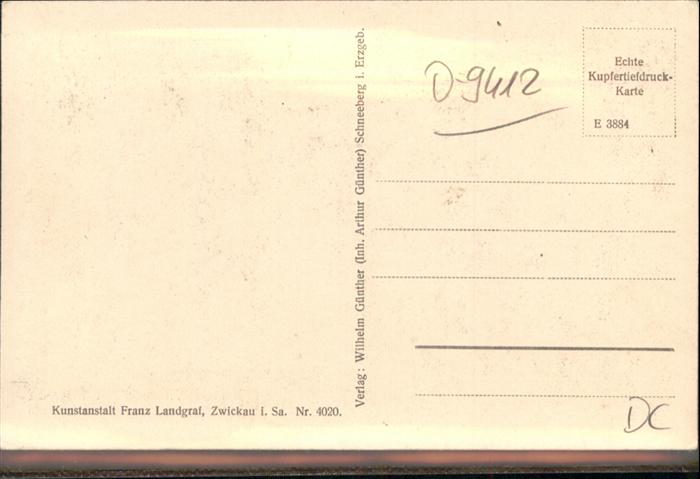 Echte
Kupfertiefdruck-
Karte
E 3884
O-9412
Verlag: Wilhelm Günther (Inh. Arthur Günther) Schneeberg i. Erzgeb.
Kunstanstalt Franz Landgraf, Zwickau i. Sa. Nr. 4020.
DC